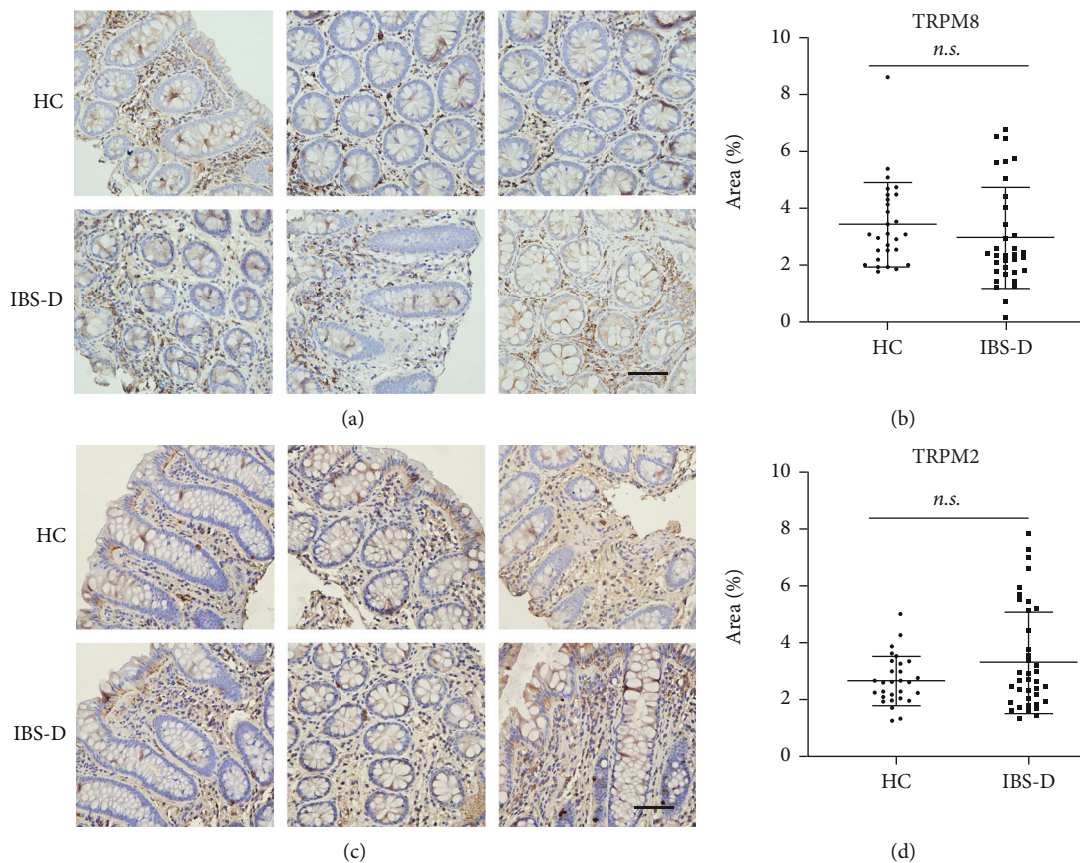 HC
IBS-D
(a)
TRPM8
n.s.
10
8
6
4
2
0
Area (%)
HC
IBS-D
(b)
HC
IBS-D
(c)
TRPM2
n.s.
10
8
6
4
2
0
Area (%)
HC
IBS-D
(d)